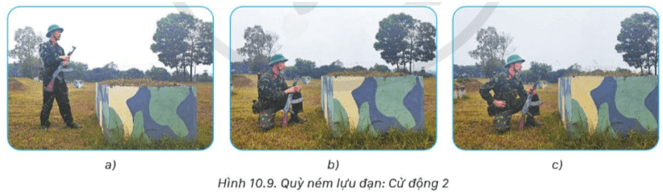 a)
b)
c)
Hình 10.9. Quỳ ném lựu đạn: Cử động 2